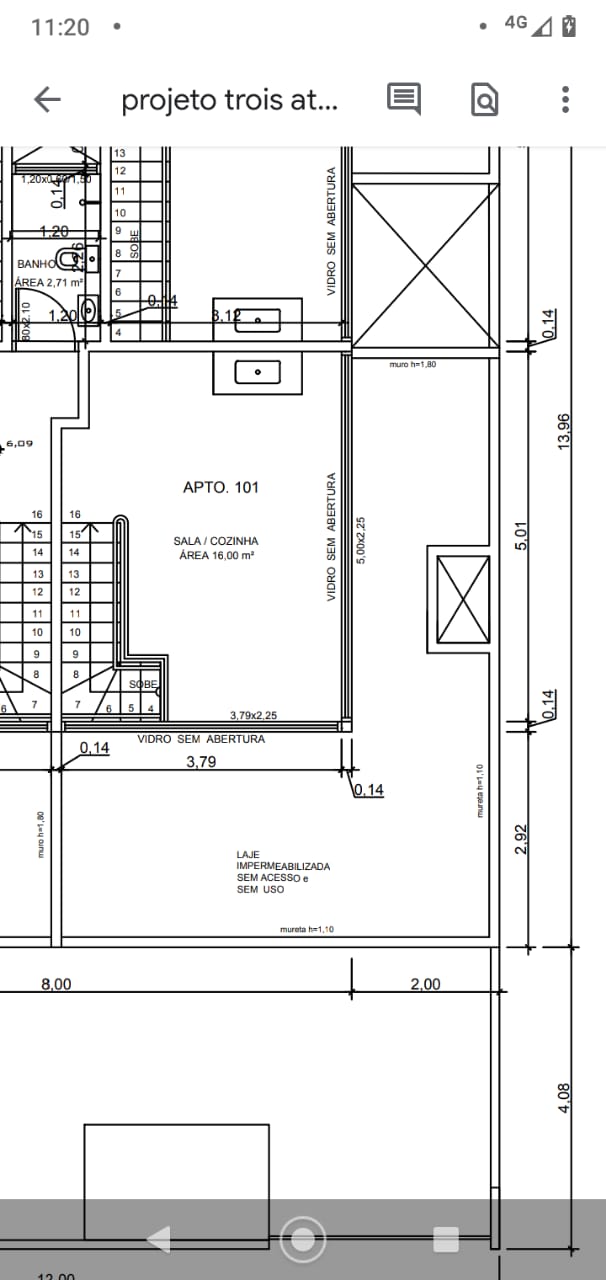 11:20
4G
projeto trois at...
13
12
11
10
9
8
7
6
5
4
SOBE
1,20x0,60/1,50
0,14
1,20
2,26
BANHO
ÁREA 2,71 m²
80x2.10
1,20
0,14
3,12
VIDRO SEM ABERTURA
0,14
muro h=1,80
13,96
6,09
APTO. 101
SALA / COZINHA
ÁREA 16,00 m²
VIDRO SEM ABERTURA
5,00x2,25
5,01
16
15
14
13
12
11
10
9
8
7
6
16
15
14
13
12
11
10
9
8
7
6
5
4
SOBE
3,79x2,25
VIDRO SEM ABERTURA
0,14
0,14
3,79
0,14
muro h=1,80
mureta h=1,10
2,92
LAJE
IMPERMEABILIZADA
SEM ACESSO e
SEM USO
mureta h=1,10
8,00
2,00
4,08
12,00